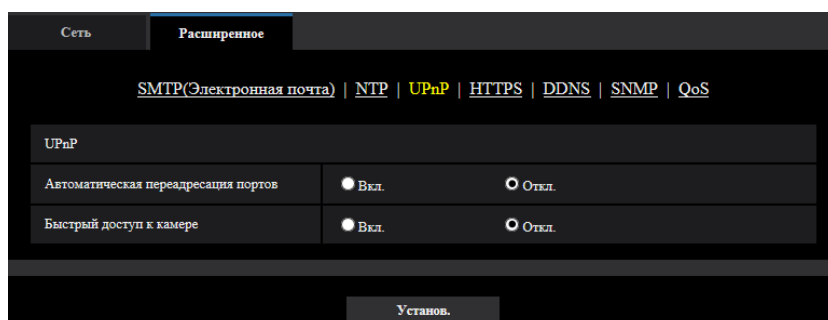 Сеть Расширенное
SMTP(Электронная почта) | NTP | UPnP | HTTPS | DDNS | SNMP | QoS
UPnP
Автоматическая переадресация портов Вкл. Откл.
Быстрый доступ к камере Вкл. Откл.
Установ.